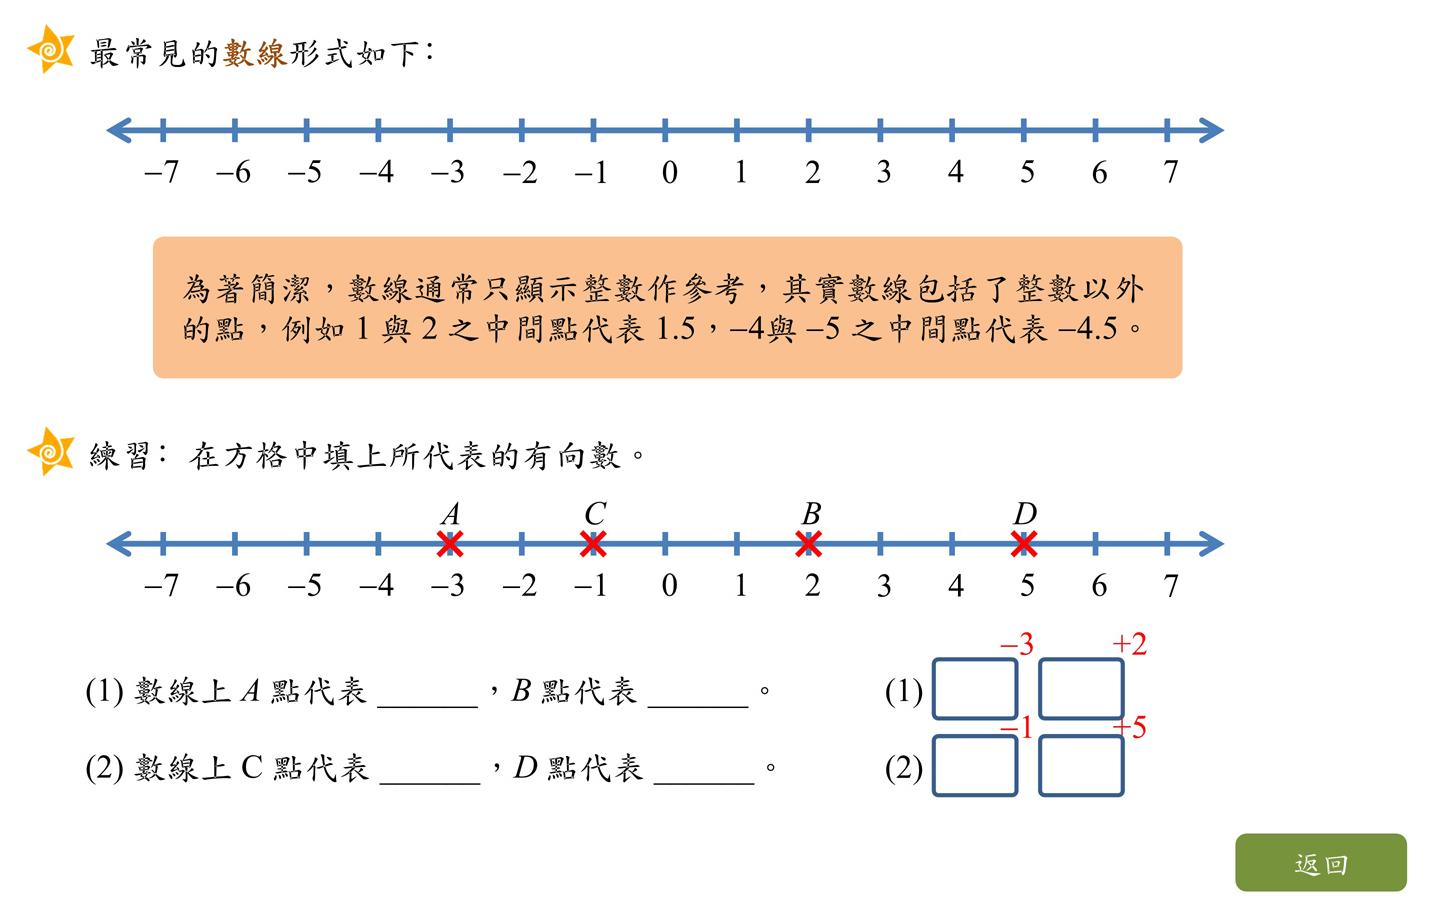 最常見的數線形式如下：
–7 –6 –5 –4 –3 –2 –1 0 1 2 3 4 5 6 7
為著簡潔，數線通常只顯示整數作參考，其實數線包括了整數以外
的點，例如 1 與 2 之中間點代表 1.5，–4與 –5 之中間點代表 –4.5。
練習： 在方格中填上所代表的有向數。
A C B D
–7 –6 –5 –4 –3 –2 –1 0 1 2 3 4 5 6 7
–3 +2
(1) 數線上 A 點代表 ______，B 點代表 ______。 (1)
–1 +5
(2) 數線上 C 點代表 ______，D 點代表 ______。 (2)
返回